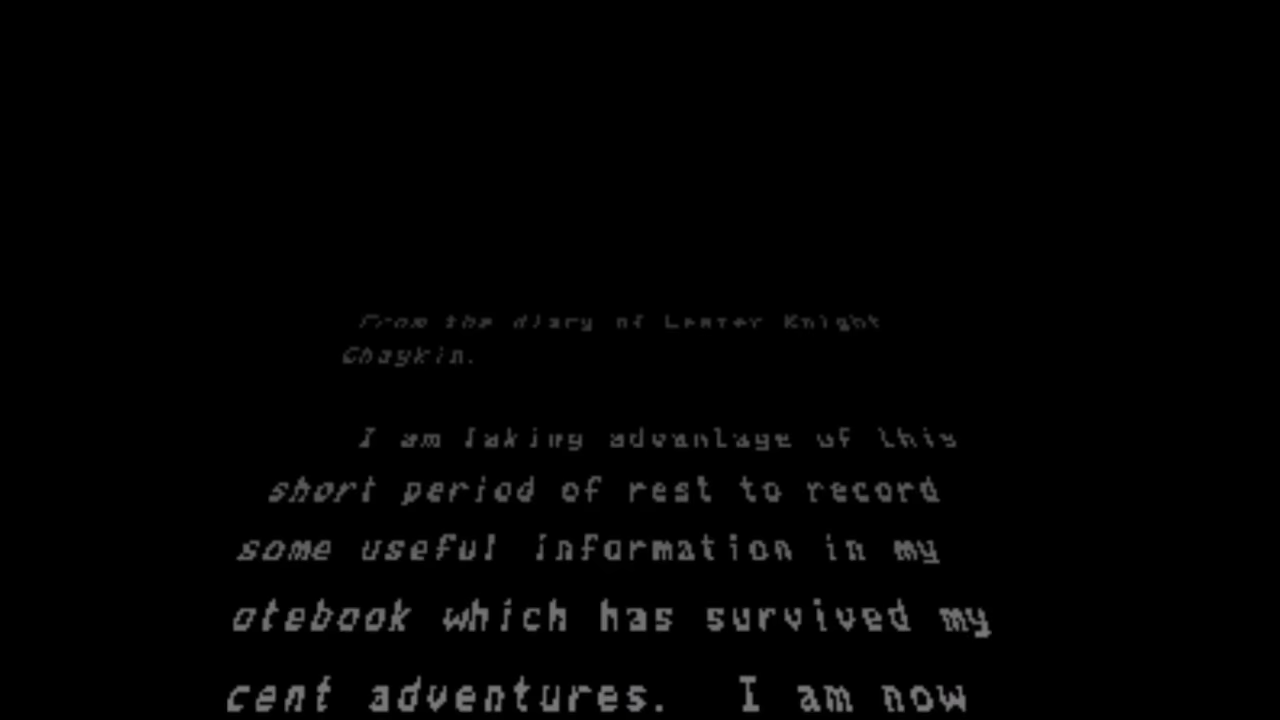 From the diary of Lester Knight
Chaykin.
I am taking advantage of this
short period of rest to record
some useful information in my
otebook which has survived my
cent adventures. I am now